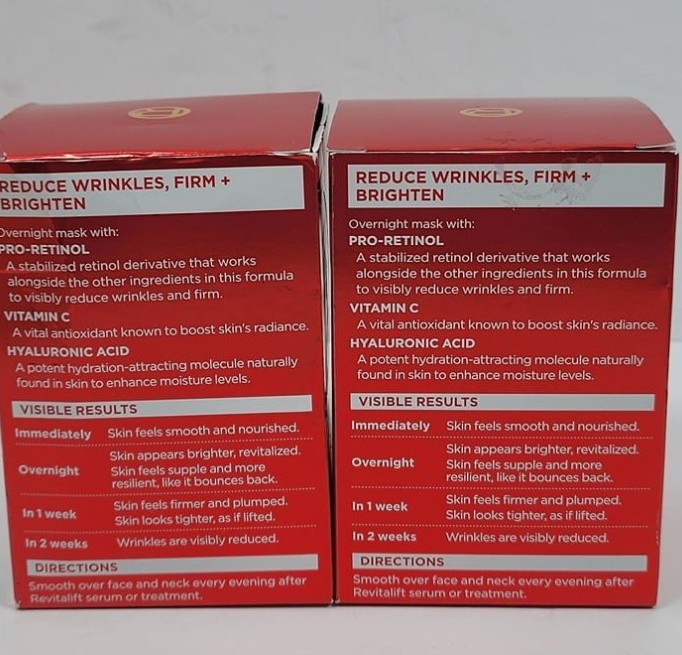 REDUCE WRINKLES, FIRM +
BRIGHTEN
Overnight mask with:
PRO-RETINOL
A stabilized retinol derivative that works
alongside the other ingredients in this formula
to visibly reduce wrinkles and firm.
VITAMIN C
A vital antioxidant known to boost skin's radiance.
HYALURONIC ACID
A potent hydration-attracting molecule naturally
found in skin to enhance moisture levels.
VISIBLE RESULTS
Immediately Skin feels smooth and nourished.
Overnight Skin appears brighter, revitalized.
Skin feels supple and more
resilient, like it bounces back.
In 1 week Skin feels firmer and plumped.
Skin looks tighter, as if lifted.
In 2 weeks Wrinkles are visibly reduced.
DIRECTIONS
Smooth over face and neck every evening after
Revitalift serum or treatment.
REDUCE WRINKLES, FIRM +
BRIGHTEN
Overnight mask with:
PRO-RETINOL
A stabilized retinol derivative that works
alongside the other ingredients in this formula
to visibly reduce wrinkles and firm.
VITAMIN C
A vital antioxidant known to boost skin's radiance.
HYALURONIC ACID
A potent hydration-attracting molecule naturally
found in skin to enhance moisture levels.
VISIBLE RESULTS
Immediately Skin feels smooth and nourished.
Overnight Skin appears brighter, revitalized.
Skin feels supple and more
resilient, like it bounces back.
In 1 week Skin feels firmer and plumped.
Skin looks tighter, as if lifted.
In 2 weeks Wrinkles are visibly reduced.
DIRECTIONS
Smooth over face and neck every evening after
Revitalift serum or treatment.